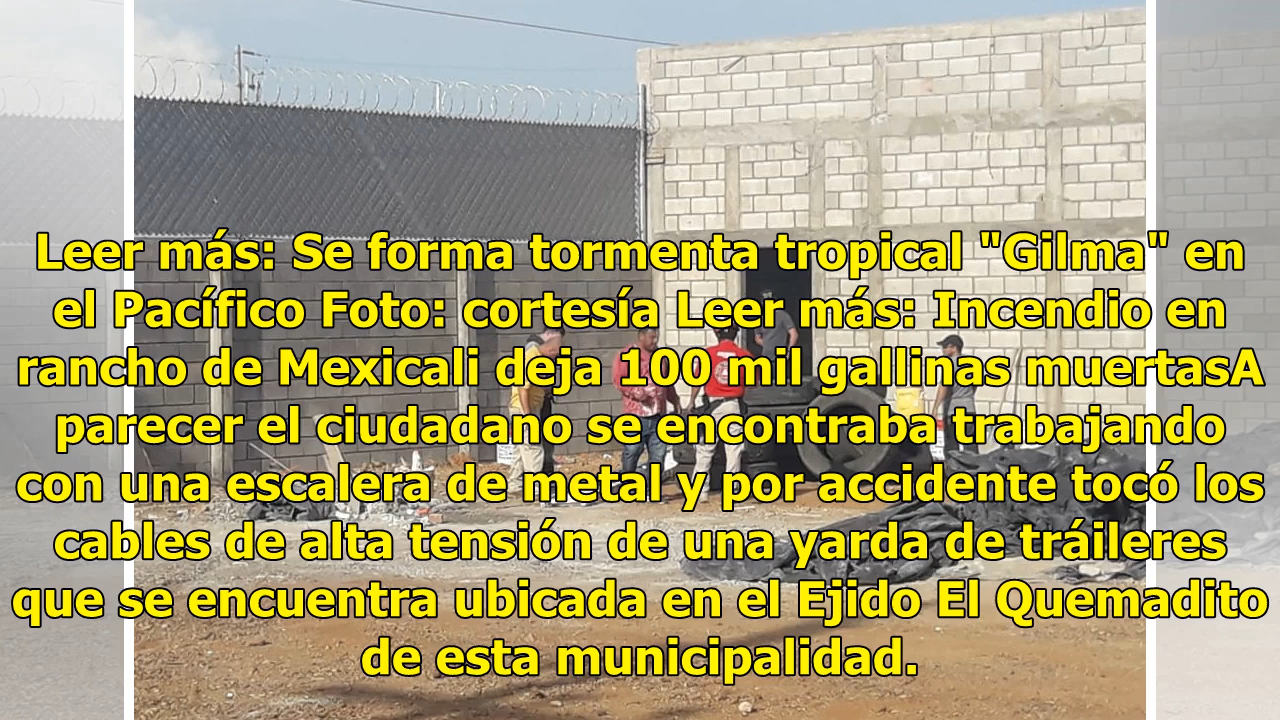 Leer más: Se forma tormenta tropical "Gilma" en
el Pacífico Foto: cortesía Leer más: Incendio en
rancho de Mexicali deja 100 mil gallinas muertasA
parecer el ciudadano se encontraba trabajando
con una escalera de metal y por accidente tocó los
cables de alta tensión de una yarda de tráileres
que se encuentra ubicada en el Ejido El Quemadito
de esta municipalidad.